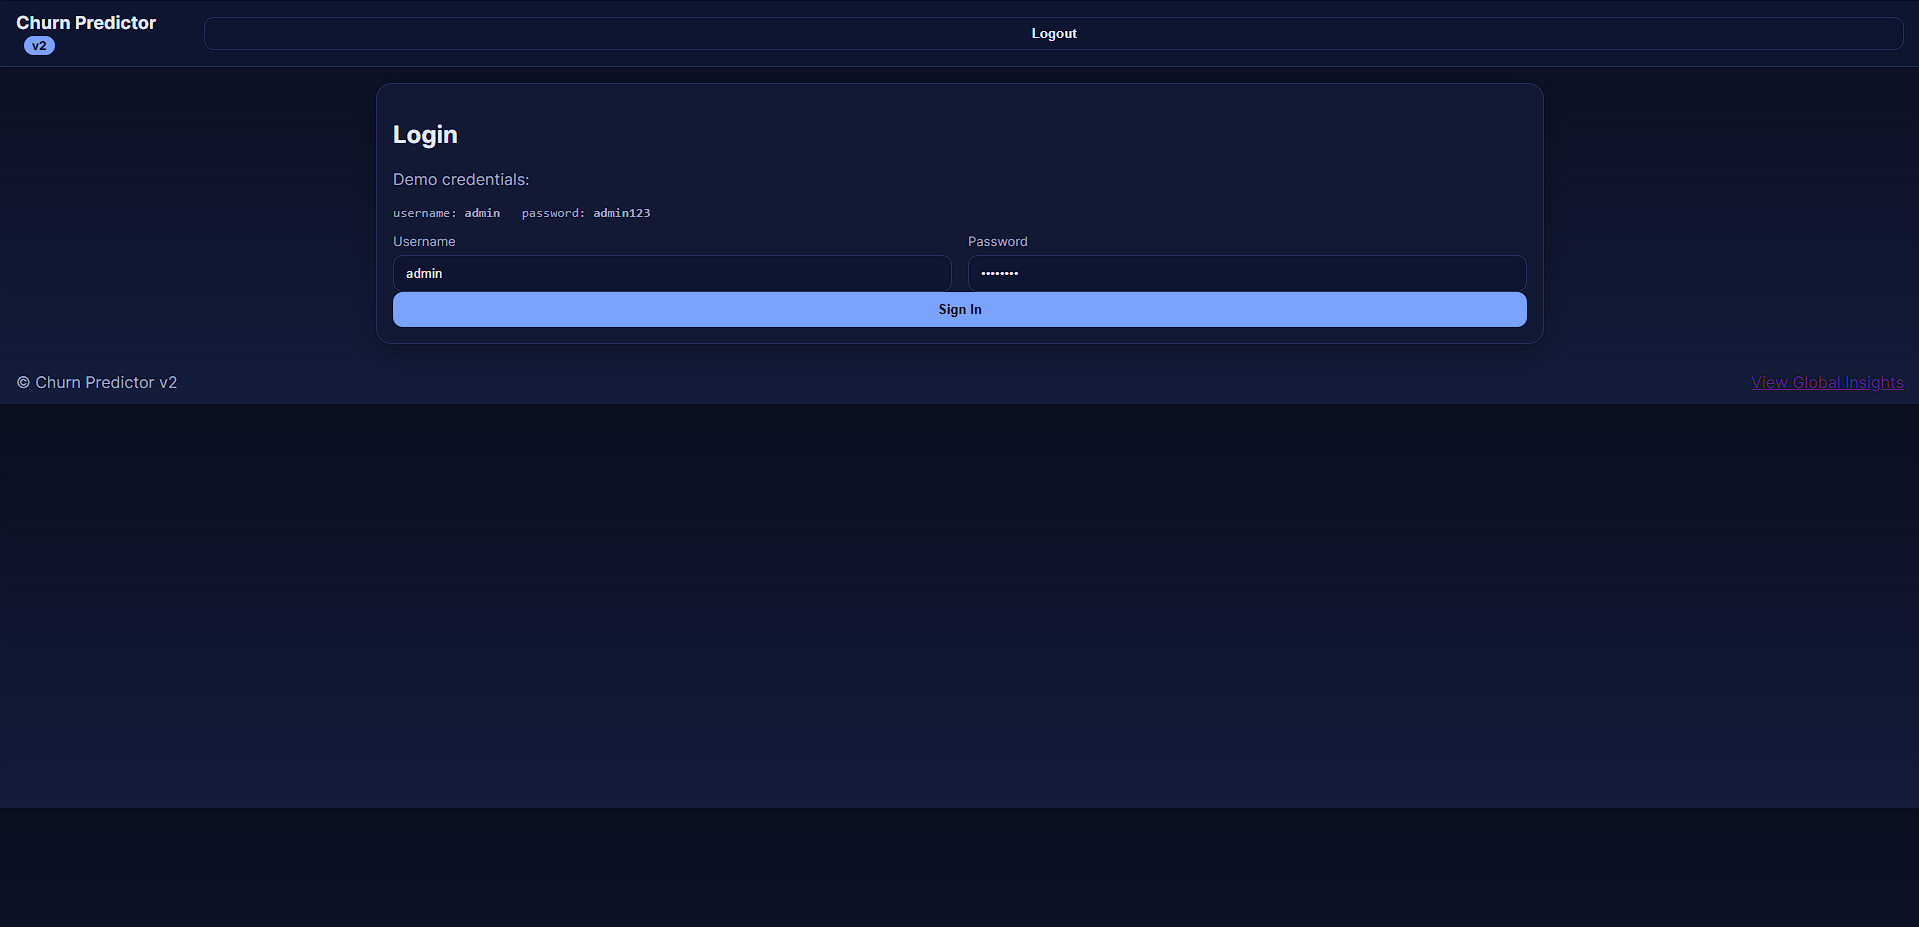 Churn Predictor
v2
Logout
Login
Demo credentials:
username: admin password: admin123
Username Password
admin ••••••••
Sign In
© Churn Predictor v2 View Global Insights